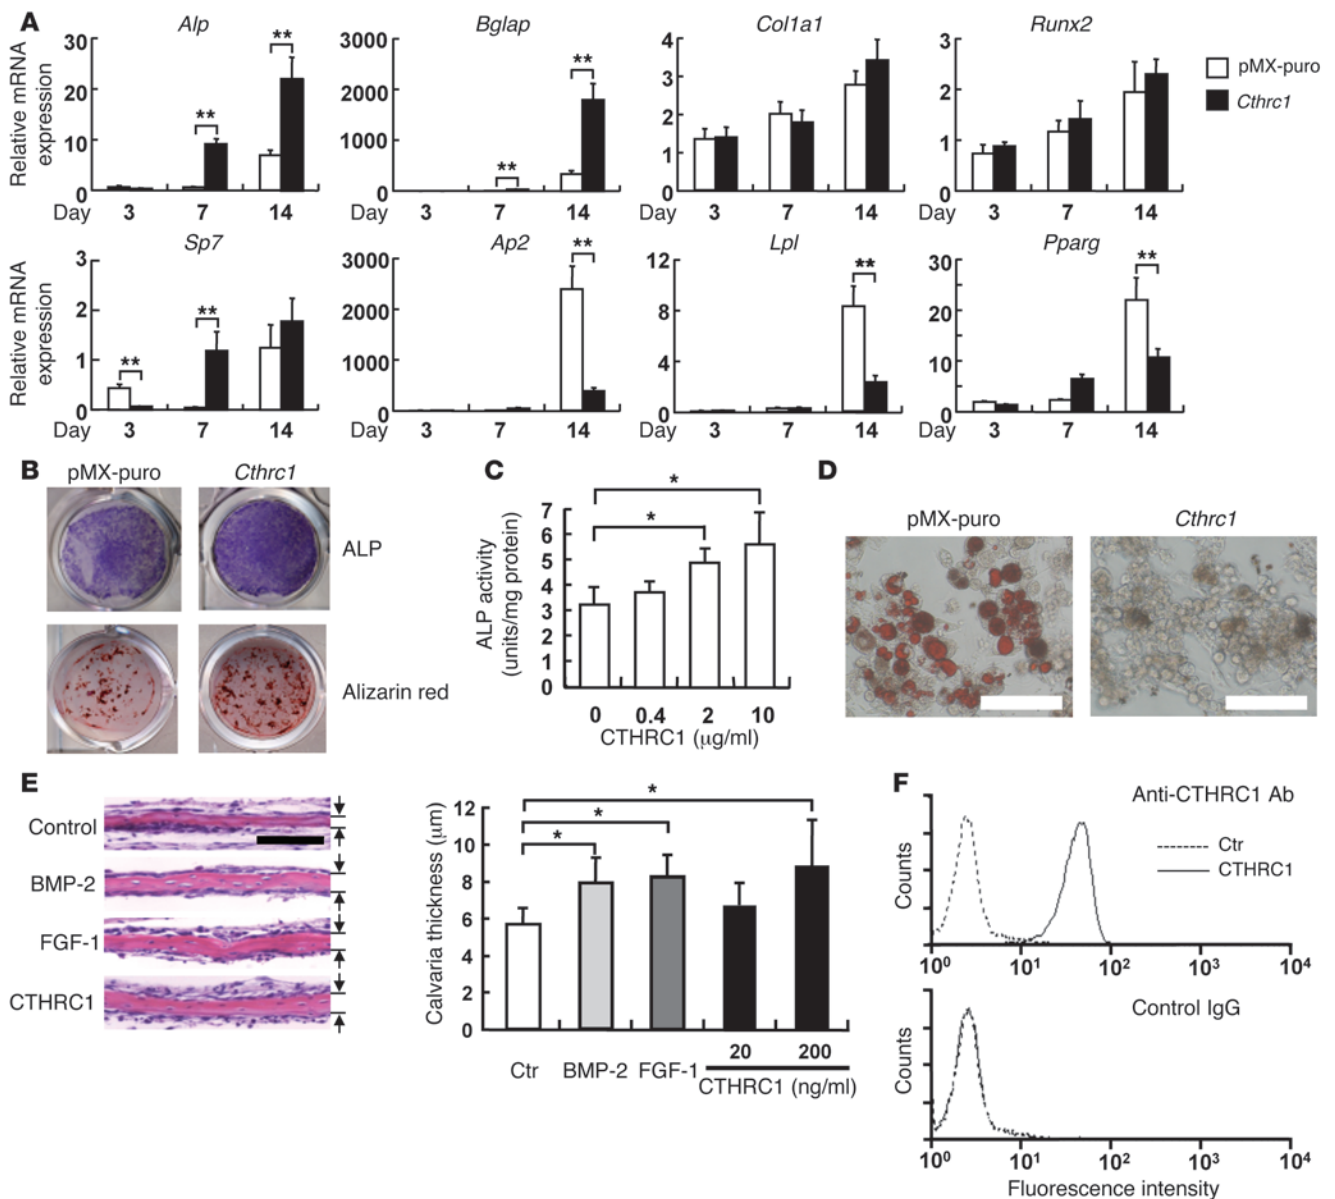 A
Alp
Bglap
Col1a1
Runx2
Relative mRNA
expression
30
20
10
0
**
**
3000
2000
1000
0
**
**
4
3
2
1
0
3
2
1
0
pMX-puro
Cthrc1
Day 3 7 14
Day 3 7 14
Day 3 7 14
Day 3 7 14
Sp7
Ap2
Lpl
Pparg
Relative mRNA
expression
3
2
1
0
**
**
3000
2000
1000
0
**
12
8
4
0
**
30
20
10
0
**
Day 3 7 14
Day 3 7 14
Day 3 7 14
Day 3 7 14
B
pMX-puro Cthrc1
ALP
Alizarin red
C
ALP activity
(units/mg protein)
7
6
5
4
3
2
1
0
*
*
0 0.4 2 10
CTHRC1 (μg/ml)
D
pMX-puro
Cthrc1
E
Control
BMP-2
FGF-1
CTHRC1
Calvaria thickness (μm)
12
10
8
6
4
2
0
*
*
*
20 200
Ctr BMP-2 FGF-1 CTHRC1 (ng/ml)
F
Anti-CTHRC1 Ab
Ctr
CTHRC1
Counts
10⁰ 10¹ 10² 10³ 10⁴
Control IgG
Counts
10⁰ 10¹ 10² 10³ 10⁴
Fluorescence intensity